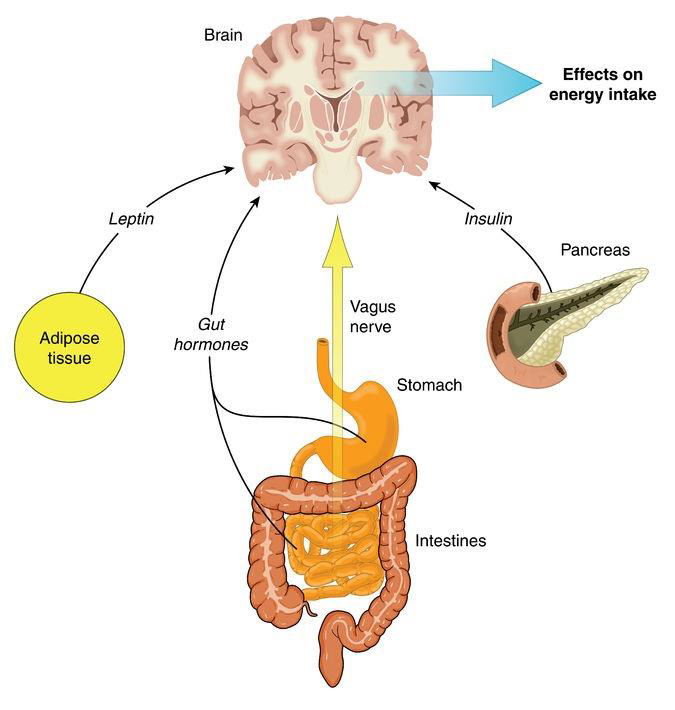 Brain
Effects on
energy intake
Leptin
Insulin
Pancreas
Adipose
tissue
Gut
hormones
Vagus
nerve
Stomach
Intestines